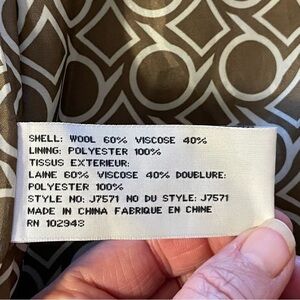 SHELL: WOOL 60% VISCOSE 40%
LINING: POLYESTER 100%
TISSUS EXTERIEUR:
LAINE 60% VISCOSE 40% DOUBLURE:
POLYESTER 100%
STYLE NO: J7571 NO DU STYLE: J7571
MADE IN CHINA FABRIQUE EN CHINE
RN 102948